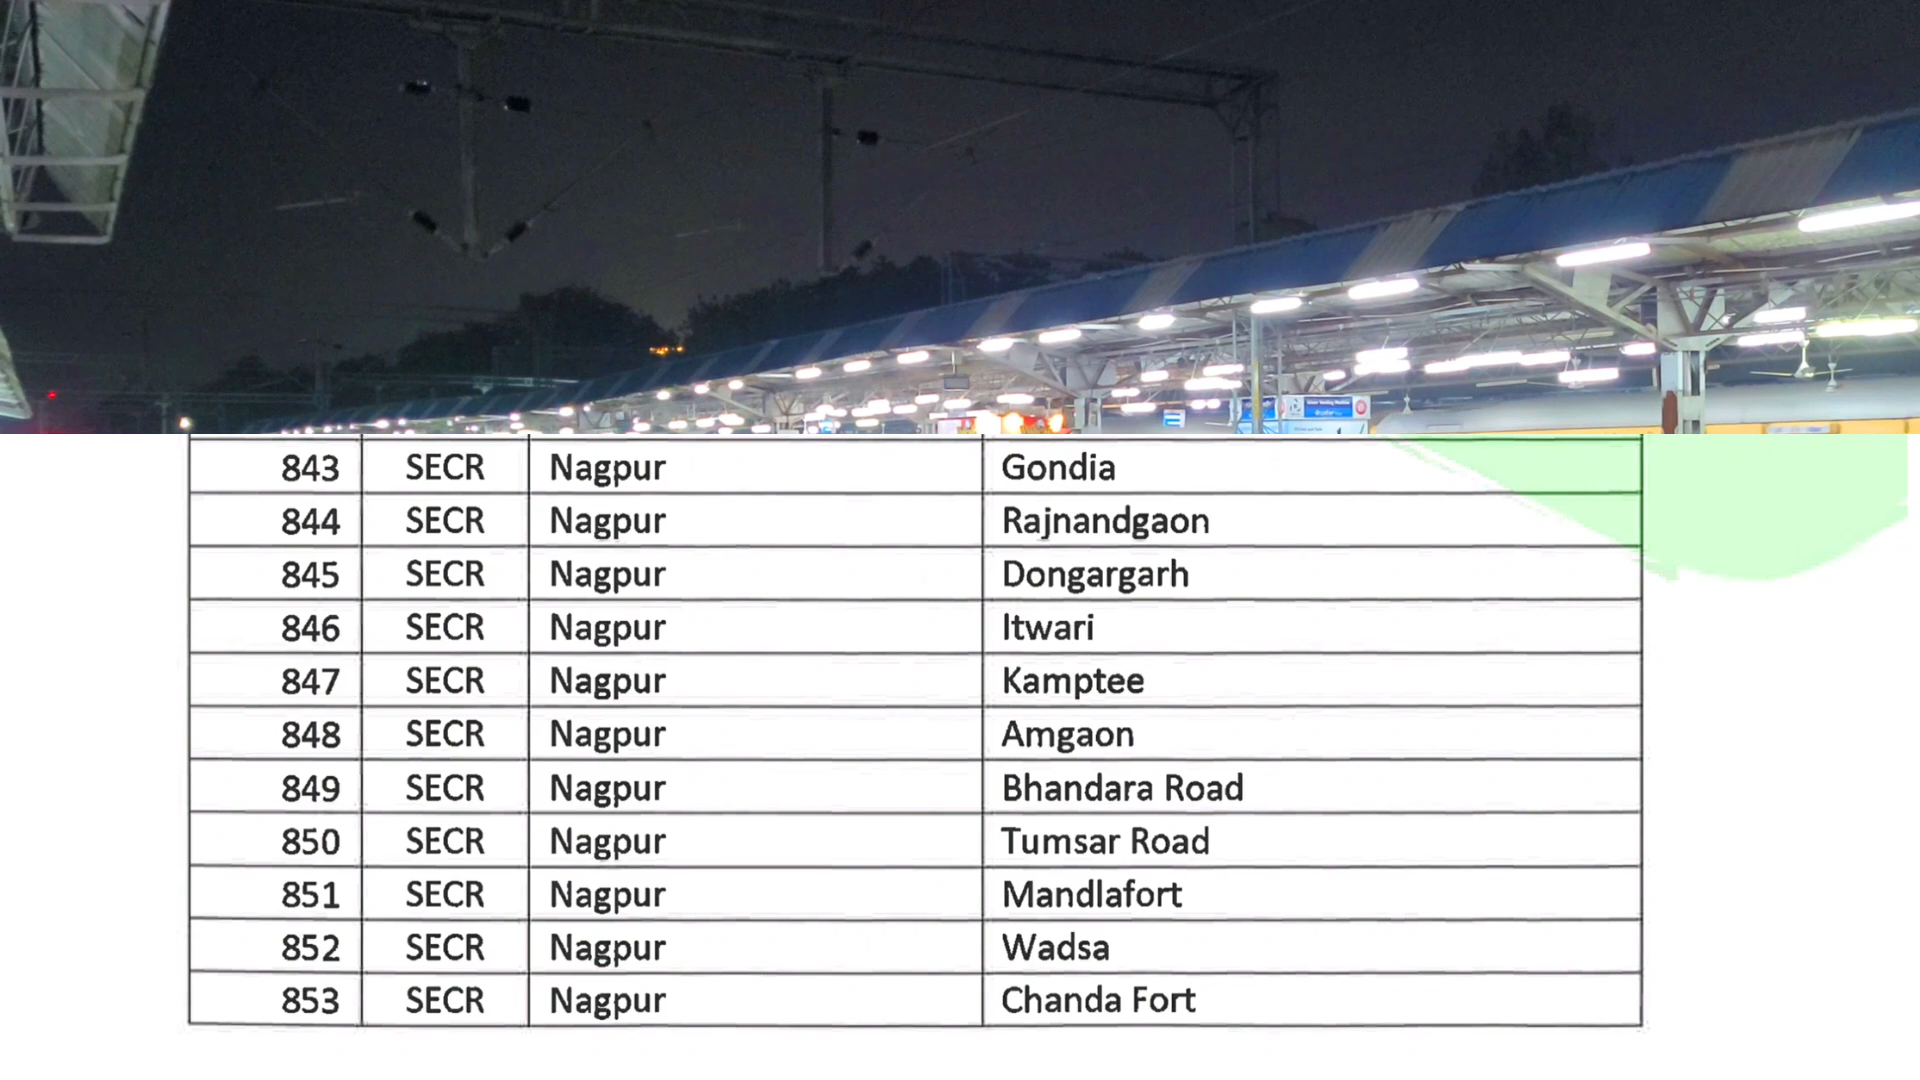 843 SECR Nagpur Gondia
844 SECR Nagpur Rajnandgaon
845 SECR Nagpur Dongargarh
846 SECR Nagpur Itwari
847 SECR Nagpur Kamptee
848 SECR Nagpur Amgaon
849 SECR Nagpur Bhandara Road
850 SECR Nagpur Tumsar Road
851 SECR Nagpur Mandlafort
852 SECR Nagpur Wadsa
853 SECR Nagpur Chanda Fort